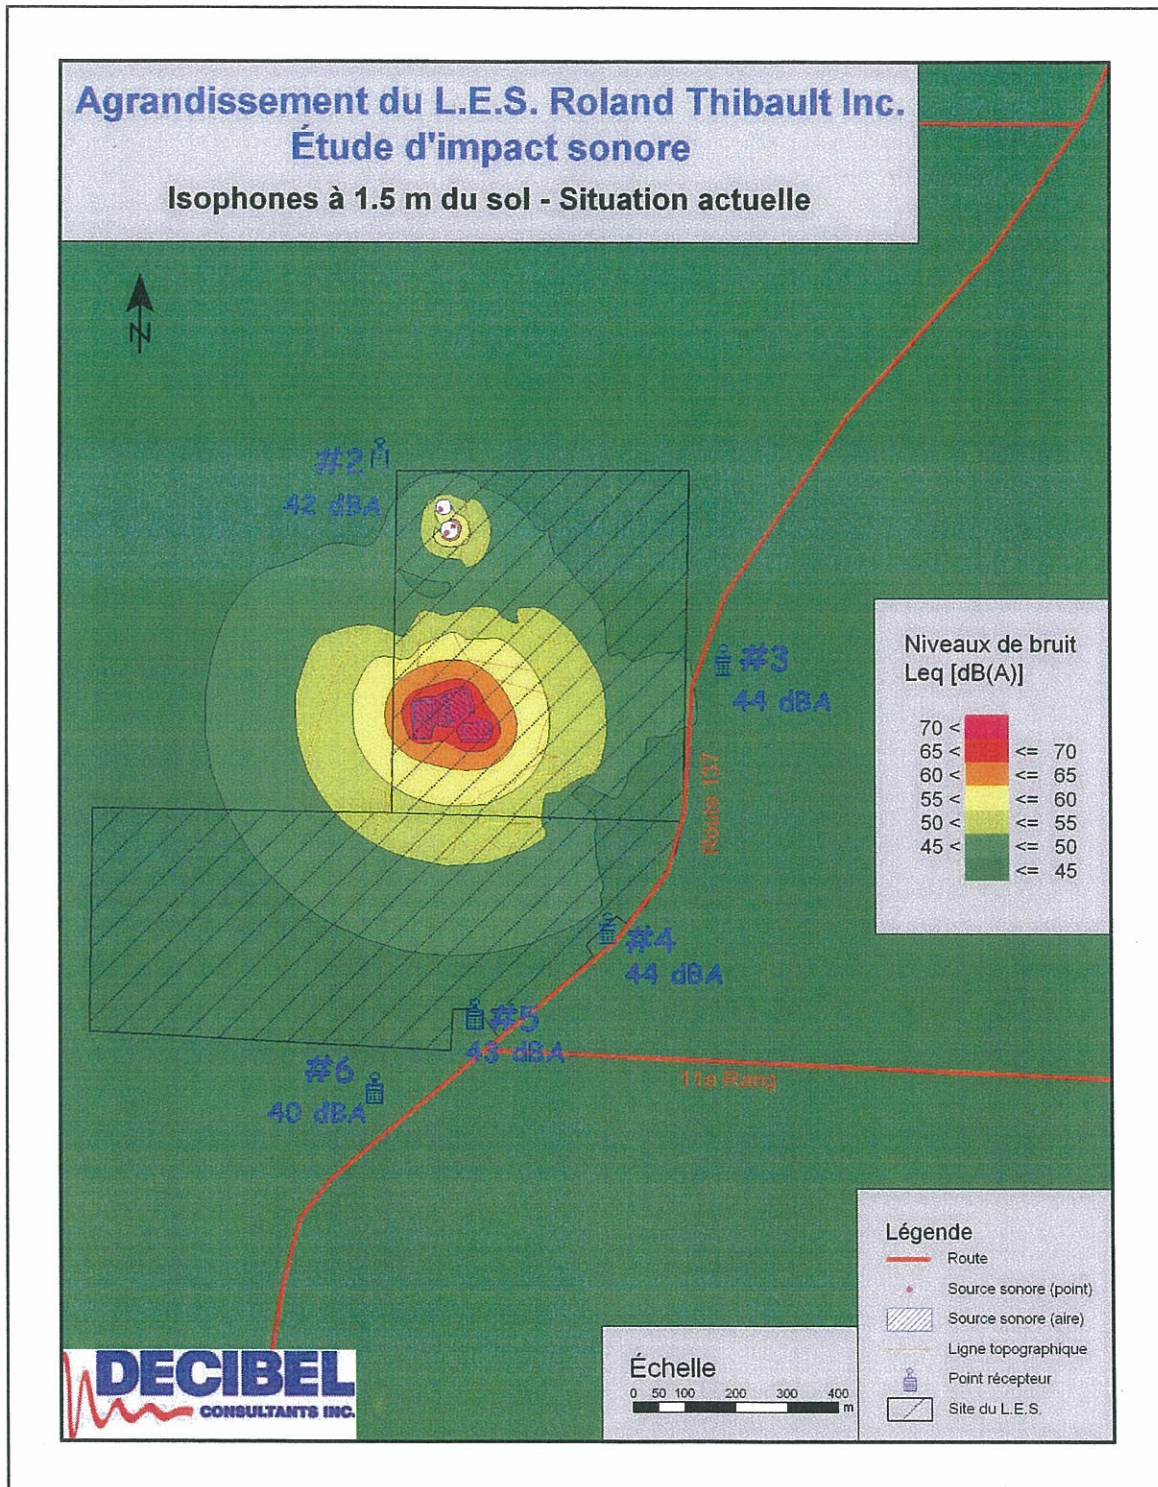 Agrandissement du L.E.S. Roland Thibault Inc.
Étude d'impact sonore
Isophones à 1.5 m du sol - Situation actuelle
N
#2
42 dBA
#3
44 dBA
Route 137
#4
44 dBA
#5
43 dBA
11e Rang
#6
40 dBA
Niveaux de bruit
Leq [dB(A)]
70 <
65 < <= 70
60 < <= 65
55 < <= 60
50 < <= 55
45 < <= 50
<= 45
Légende
Route
Source sonore (point)
Source sonore (aire)
Ligne topographique
Point récepteur
Site du L.E.S.
Échelle
0 50 100 200 300 400
m
DECIBEL
CONSULTANTS INC.